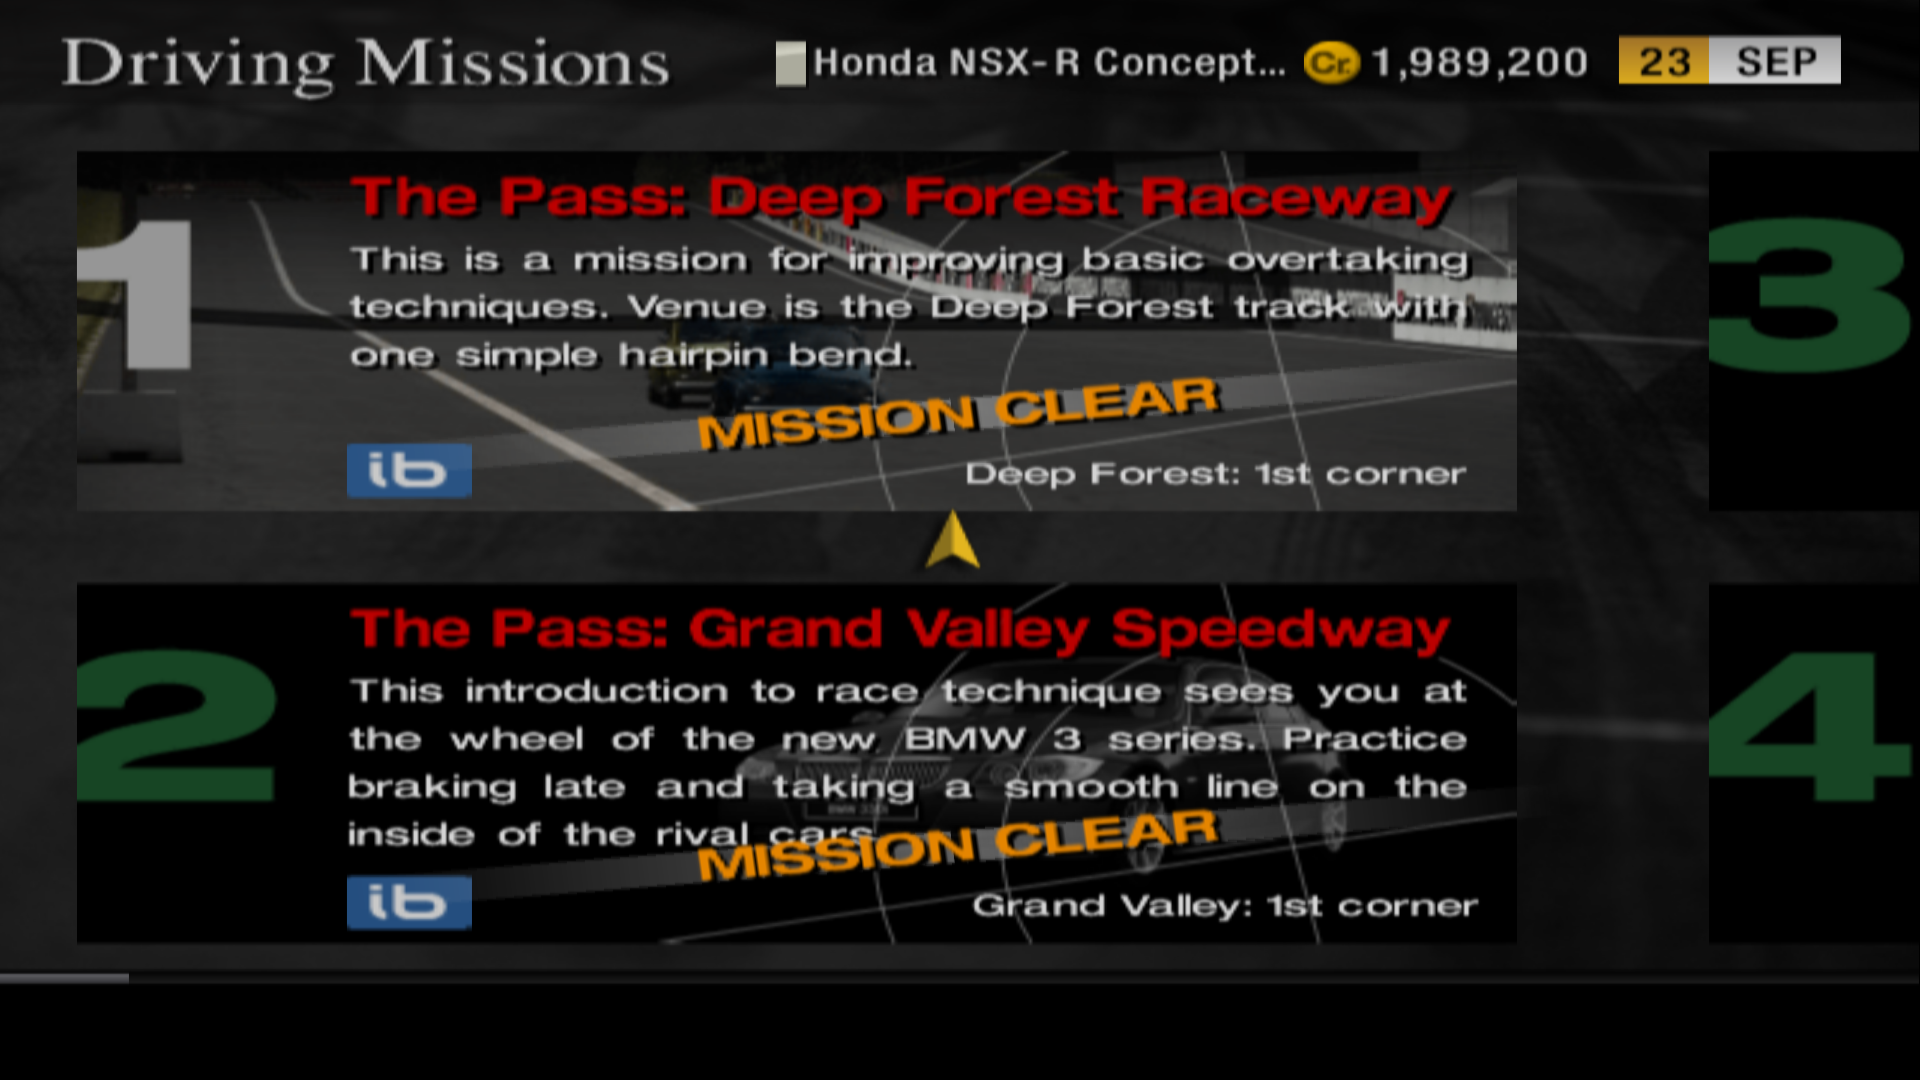 Driving Missions
Honda NSX-R Concept... Cr. 1,989,200 23 SEP
1
The Pass: Deep Forest Raceway
This is a mission for improving basic overtaking
techniques. Venue is the Deep Forest track with
one simple hairpin bend.
MISSION CLEAR
ib
Deep Forest: 1st corner
3
2
The Pass: Grand Valley Speedway
This introduction to race technique sees you at
the wheel of the new BMW 3 series. Practice
braking late and taking a smooth line on the
inside of the rival cars.
MISSION CLEAR
ib
Grand Valley: 1st corner
4